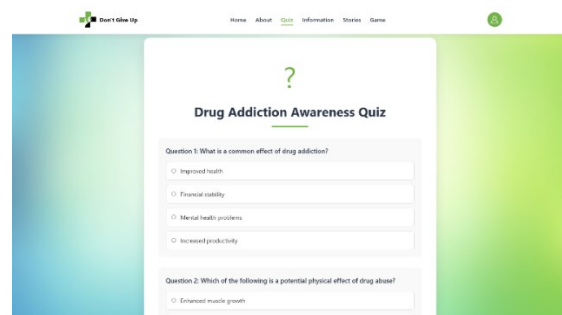 Don't Give Up
Home About Quiz Information Stories Game
?
Drug Addiction Awareness Quiz
Question 1: What is a common effect of drug addiction?
Improved health
Financial stability
Mental health problems
Increased productivity
Question 2: Which of the following is a potential physical effect of drug abuse?
Enhanced muscle growth